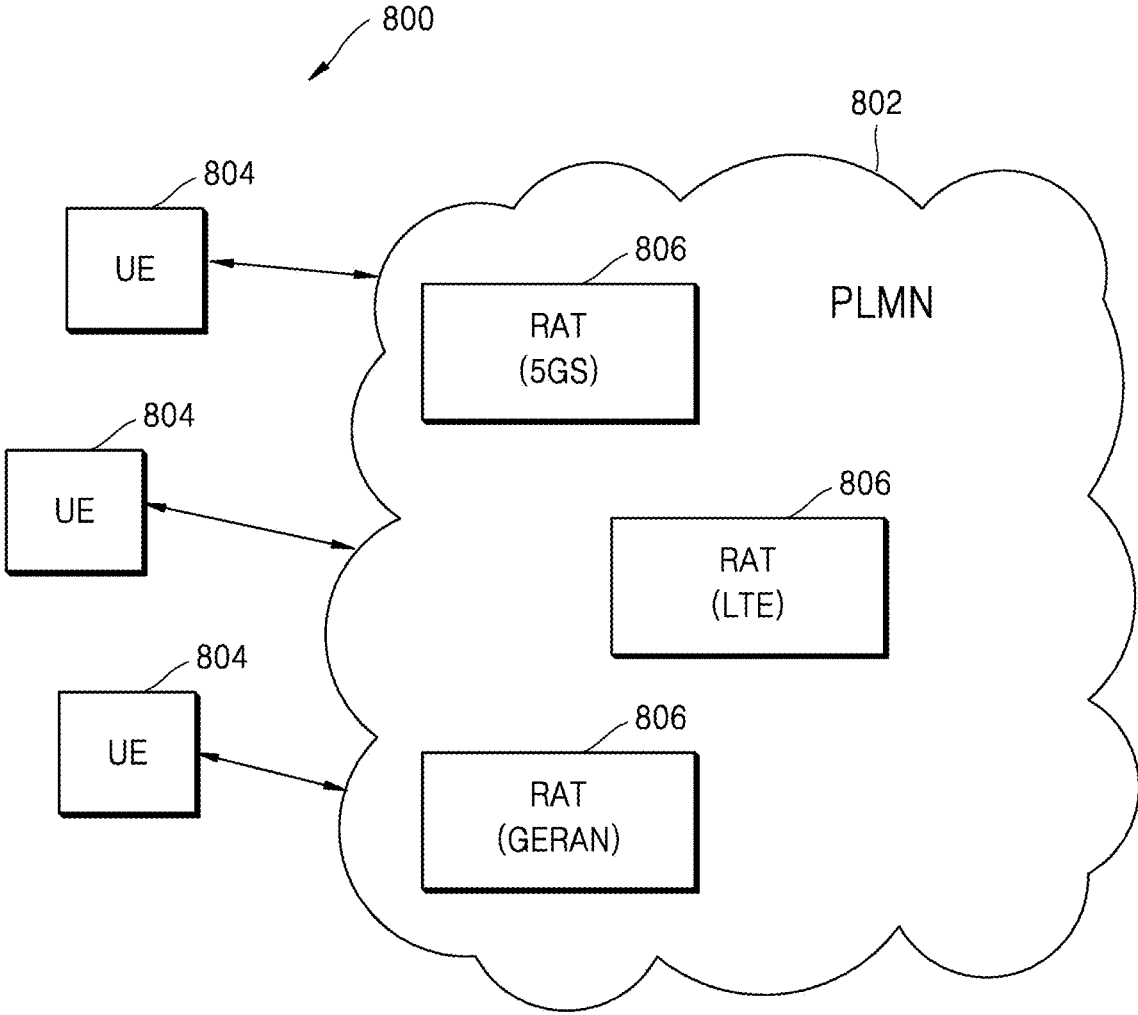 800
802
804
UE
806
RAT
(5GS)
PLMN
804
UE
806
RAT
(LTE)
804
UE
806
RAT
(GERAN)